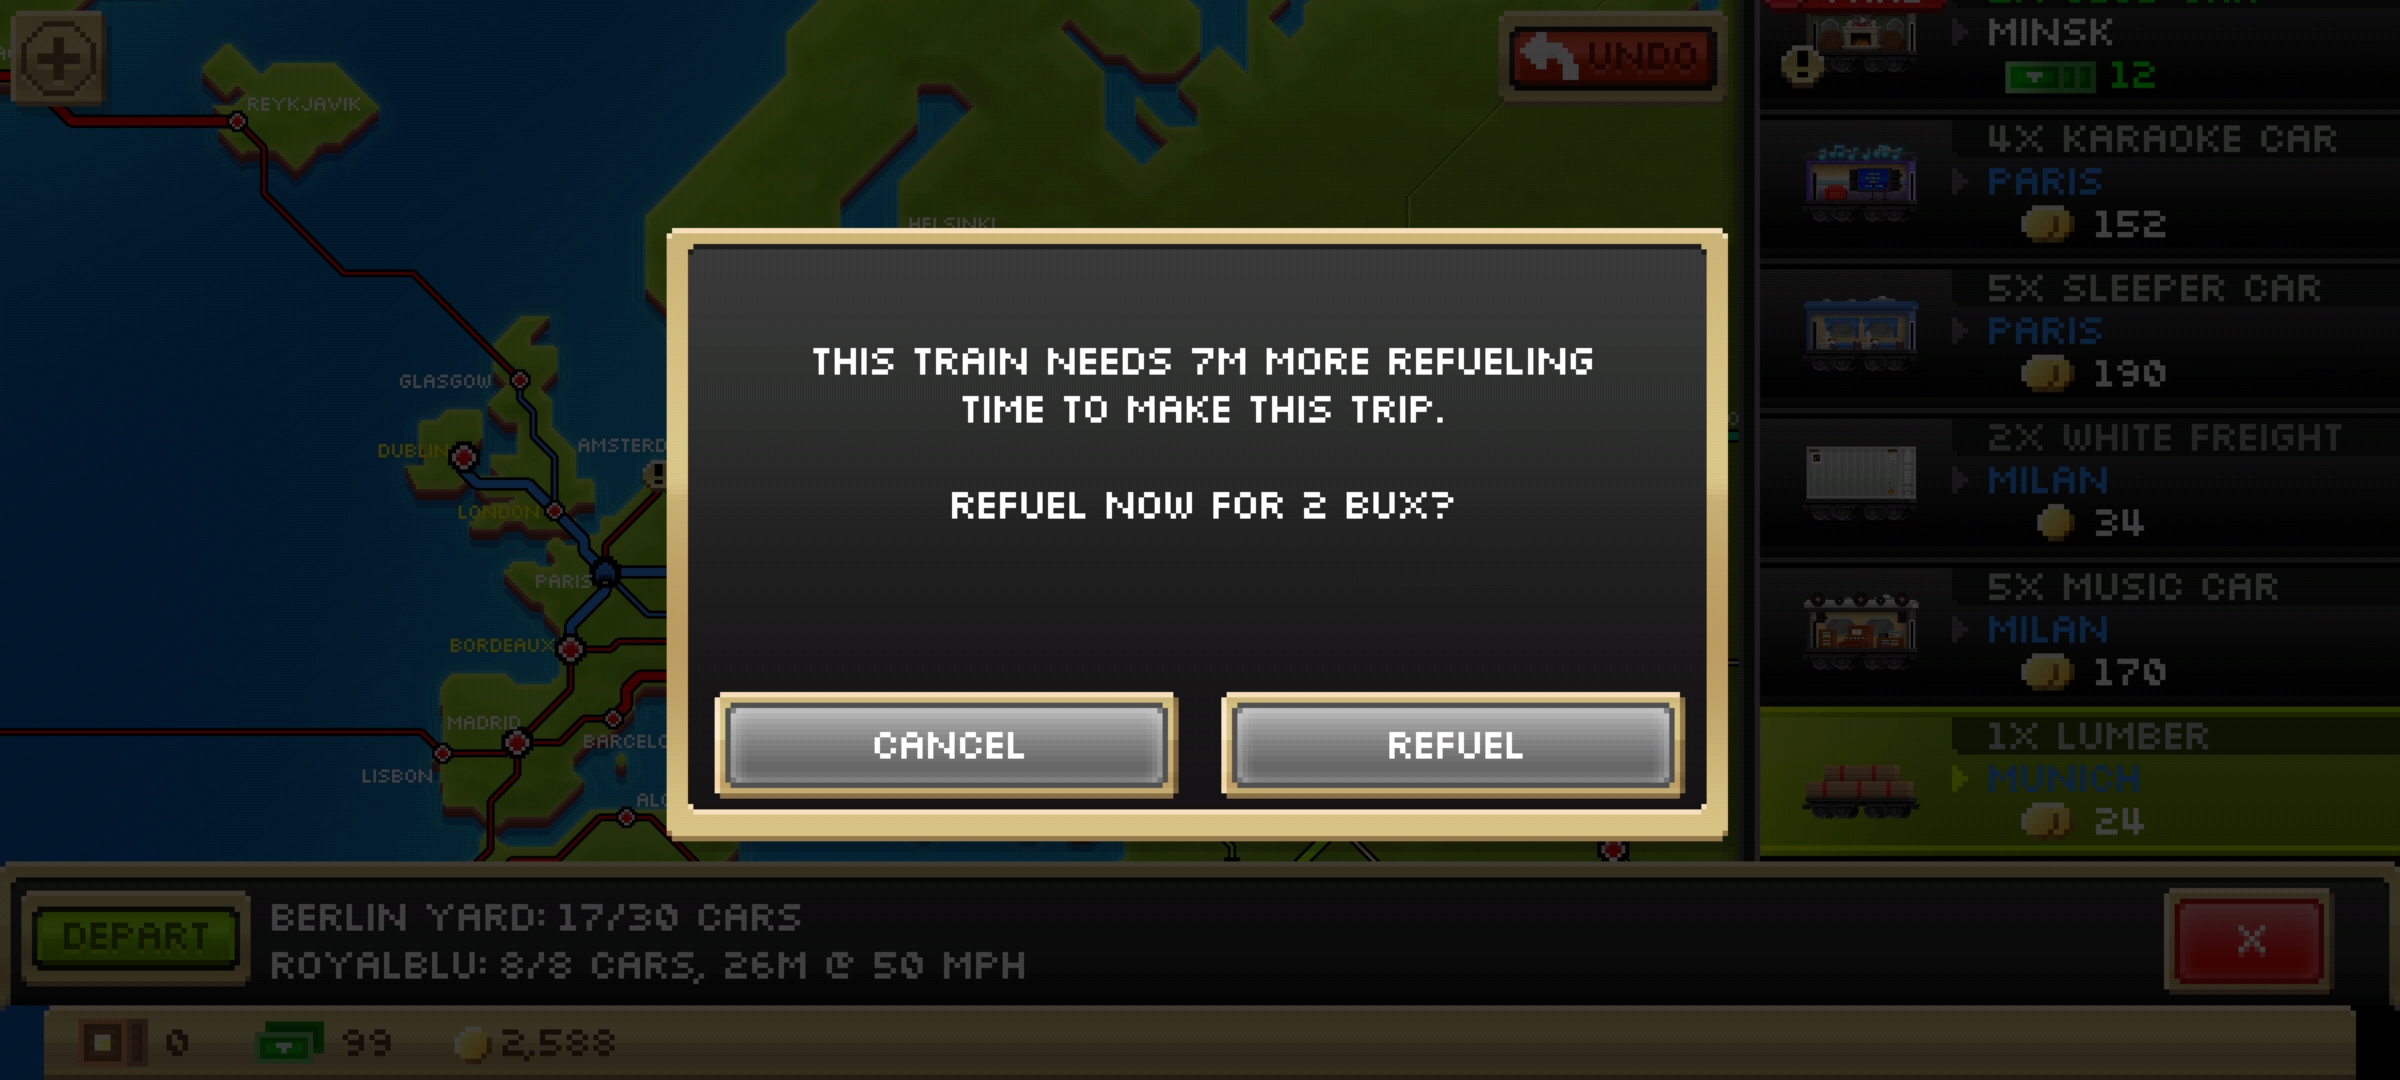 REYKJAVIK
UNDO
MINSK
12
4X KARAOKE CAR
PARIS
152
HELSINKI
5X SLEEPER CAR
PARIS
190
THIS TRAIN NEEDS 7M MORE REFUELING
TIME TO MAKE THIS TRIP.
REFUEL NOW FOR 2 BUX?
CANCEL
REFUEL
GLASGOW
DUBLIN
AMSTERD
LONDON
PARIS
BORDEAUX
MADRID
BARCELO
LISBON
ALG
2X WHITE FREIGHT
MILAN
34
5X MUSIC CAR
MILAN
170
1X LUMBER
MUNICH
24
DEPART
BERLIN YARD: 17/30 CARS
ROYALBLU: 8/8 CARS, 26M @ 50 MPH
X
0
99
2,588